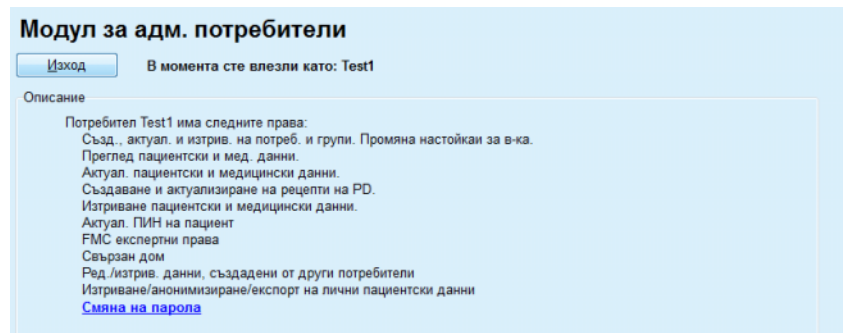 Модул за адм. потребители
Изход
В момента сте влезли като: Test1
Описание
Потребител Test1 има следните права:
Създ., актуал. и изтрив. на потреб. и групи. Промяна настойкаи за в-ка.
Преглед пациентски и мед. данни.
Актуал. пациентски и медицински данни.
Създаване и актуализиране на рецепти на PD.
Изтриване пациентски и медицински данни.
Актуал. ПИН на пациент
FMC експертни права
Свързан дом
Ред./изтрив. данни, създадени от други потребители
Изтриване/анонимизиране/експорт на лични пациентски данни
Смяна на парола